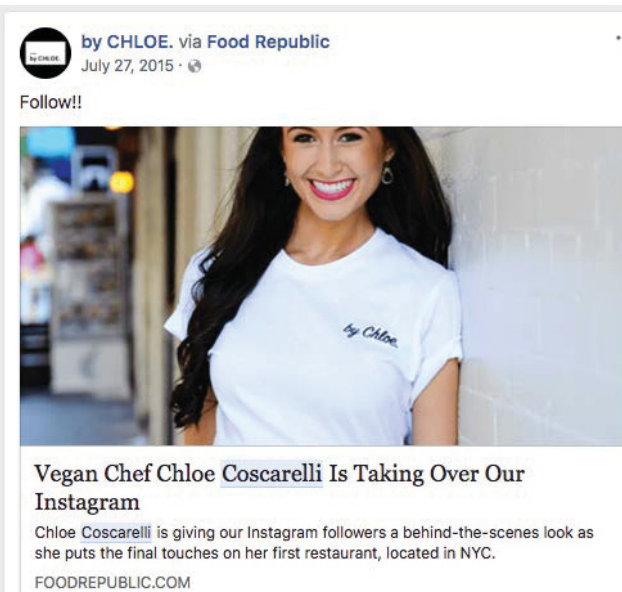 by CHLOE. via Food Republic
by CHLOE.
July 27, 2015 ·
Follow!!
by Chloe.
Vegan Chef Chloe Coscarelli Is Taking Over Our
Instagram
Chloe Coscarelli is giving our Instagram followers a behind-the-scenes look as
she puts the final touches on her first restaurant, located in NYC.
FOODREPUBLIC.COM